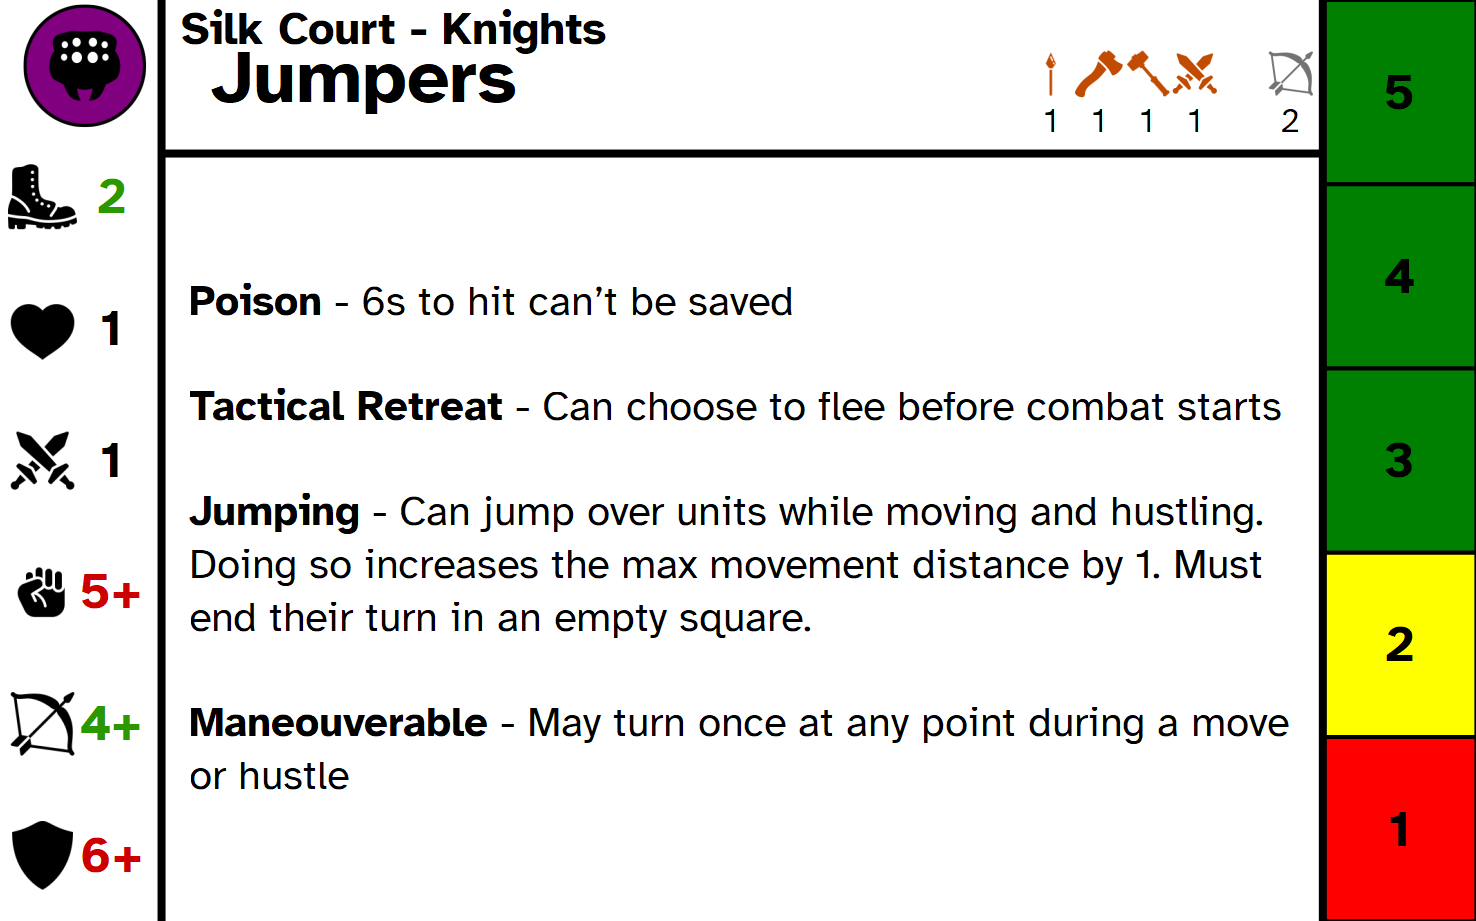 Silk Court - Knights
Jumpers
1 1 1 1 2
2
1
1
5+
4+
6+
Poison - 6s to hit can’t be saved
Tactical Retreat - Can choose to flee before combat starts
Jumping - Can jump over units while moving and hustling.
Doing so increases the max movement distance by 1. Must
end their turn in an empty square.
Maneouverable - May turn once at any point during a move
or hustle
5
4
3
2
1